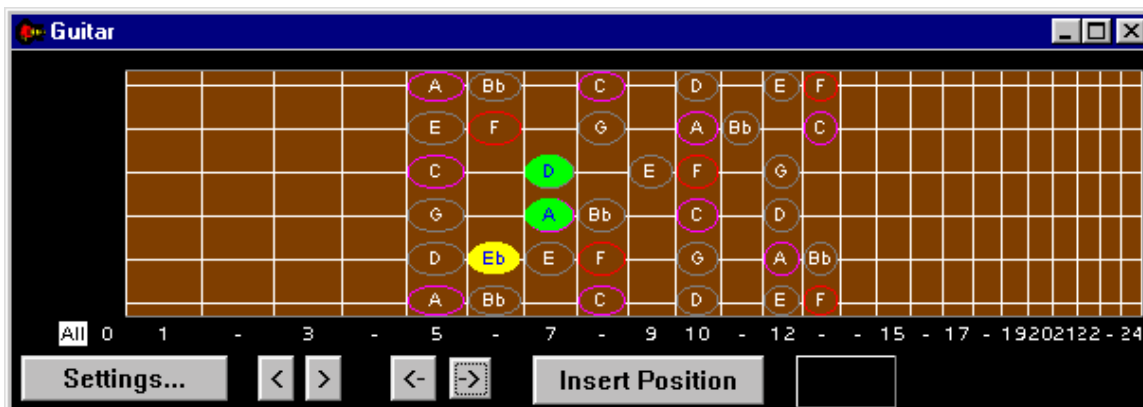 Guitar
A Bb C D E F
E F G A Bb C
C D E F G
G A Bb C D
D Eb E F G A Bb
A Bb C D E F
All 0 1 - 3 - 5 - 7 - 9 10 - 12 - - 15 - 17 - 19 20 21 22 - 24
Settings... < > <- -> Insert Position